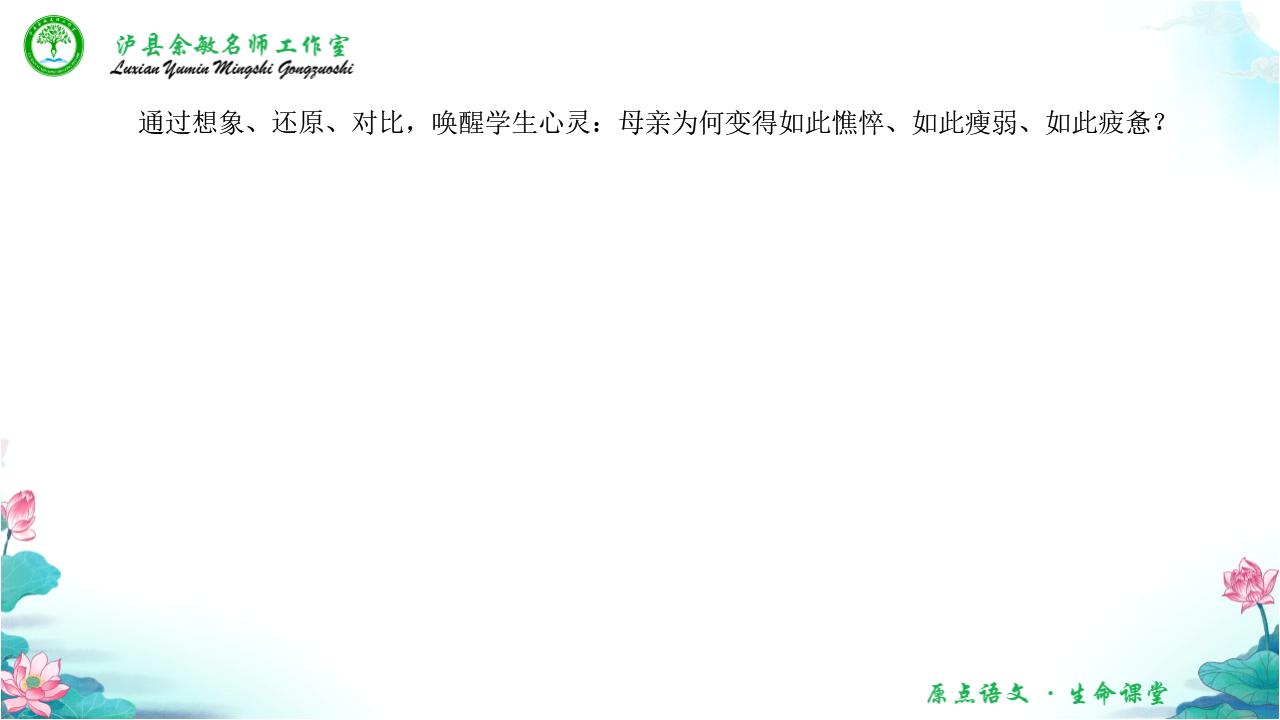 泸县余敏名师工作室
Luxian Yumin Mingshi Gongzuoshi
通过想象、还原、对比，唤醒学生心灵：母亲为何变得如此憔悴、如此瘦弱、如此疲惫？
原点语文 · 生命课堂